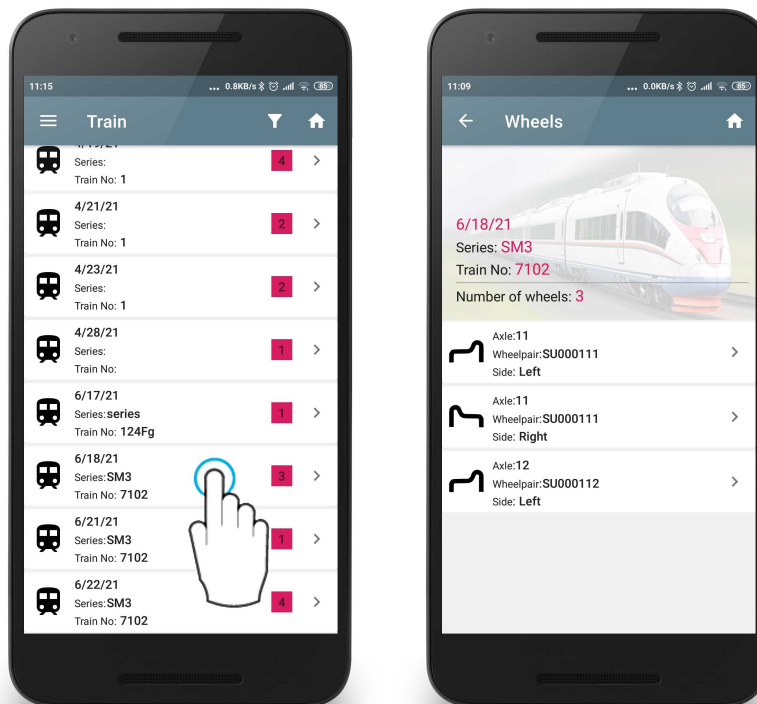 11:15 ... 0.8KB/s 85
Train
4/19/21
Series: 4
Train No: 1
4/21/21
Series: 2
Train No: 1
4/23/21
Series: 2
Train No: 1
4/28/21
Series: 1
Train No:
6/17/21
Series:series 1
Train No: 124Fg
6/18/21
Series:SM3 3
Train No: 7102
6/21/21
Series:SM3 1
Train No: 7102
6/22/21
Series:SM3 4
Train No: 7102
11:09 ... 0.0KB/s 85
Wheels
6/18/21
Series: SM3
Train No: 7102
Number of wheels: 3
Axle:11
Wheelpair:SU000111
Side: Left
Axle:11
Wheelpair:SU000111
Side: Right
Axle:12
Wheelpair:SU000112
Side: Left